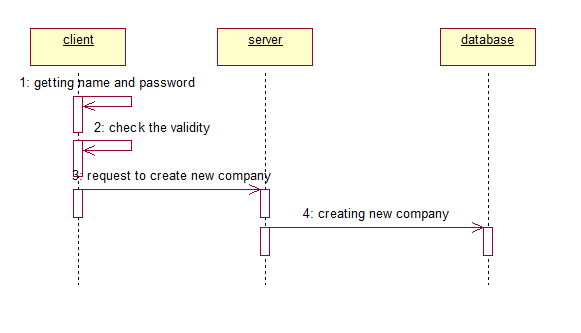 client
server
database
1: getting name and password
2: check the validity
3: request to create new company
4: creating new company